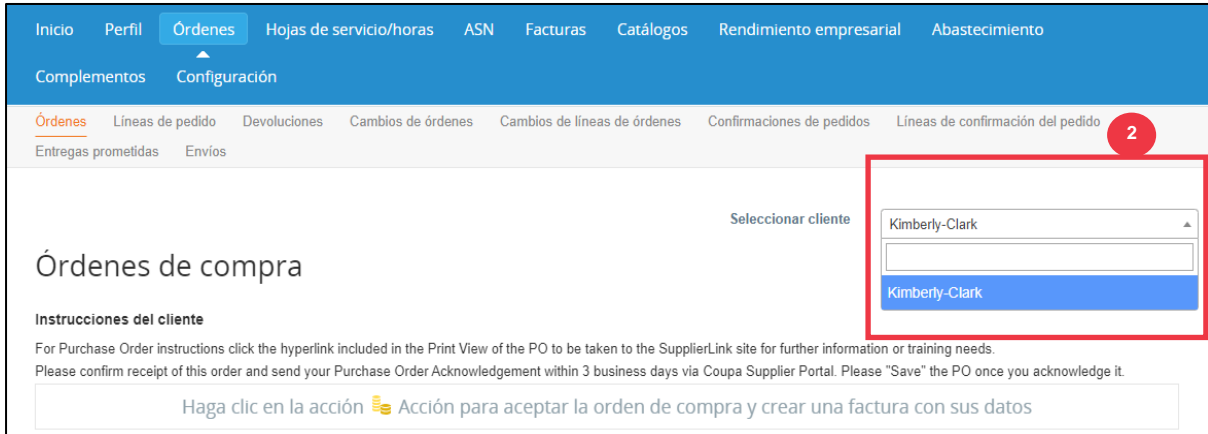 Inicio Perfil Órdenes Hojas de servicio/horas ASN Facturas Catálogos Rendimiento empresarial Abastecimiento
Complementos Configuración
Órdenes Líneas de pedido Devoluciones Cambios de órdenes Cambios de líneas de órdenes Confirmaciones de pedidos Líneas de confirmación del pedido
2
Entregas prometidas Envíos
Seleccionar cliente Kimberly-Clark
Órdenes de compra
Kimberly-Clark
Instrucciones del cliente
For Purchase Order instructions click the hyperlink included in the Print View of the PO to be taken to the SupplierLink site for further information or training needs.
Please confirm receipt of this order and send your Purchase Order Acknowledgement within 3 business days via Coupa Supplier Portal. Please "Save" the PO once you acknowledge it.
Haga clic en la acción Acción para aceptar la orden de compra y crear una factura con sus datos